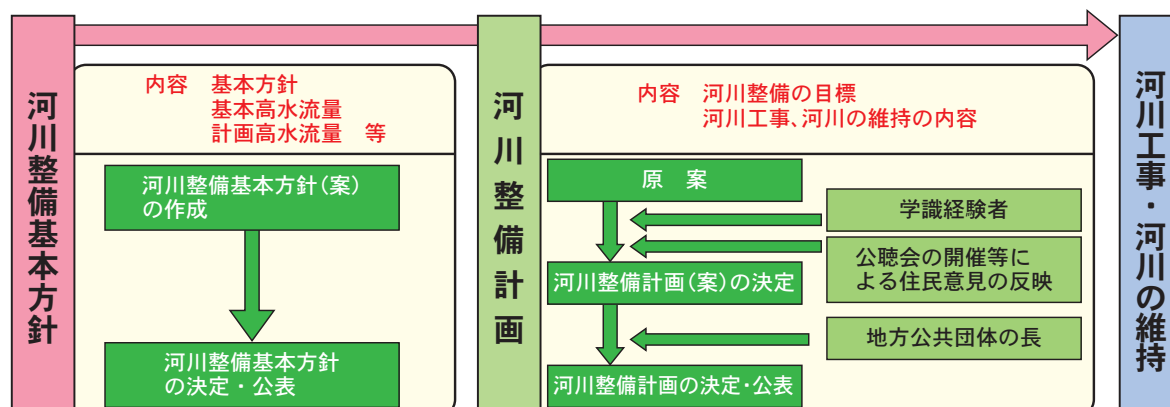 河川整備基本方針
内容　基本方針
基本高水流量
計画高水流量　等
河川整備基本方針（案）
の作成
河川整備基本方針
の決定・公表
河川整備計画
内容　河川整備の目標
河川工事、河川の維持の内容
原　案
学識経験者
公聴会の開催等に
よる住民意見の反映
河川整備計画（案）の決定
地方公共団体の長
河川整備計画の決定・公表
河川工事・河川の維持